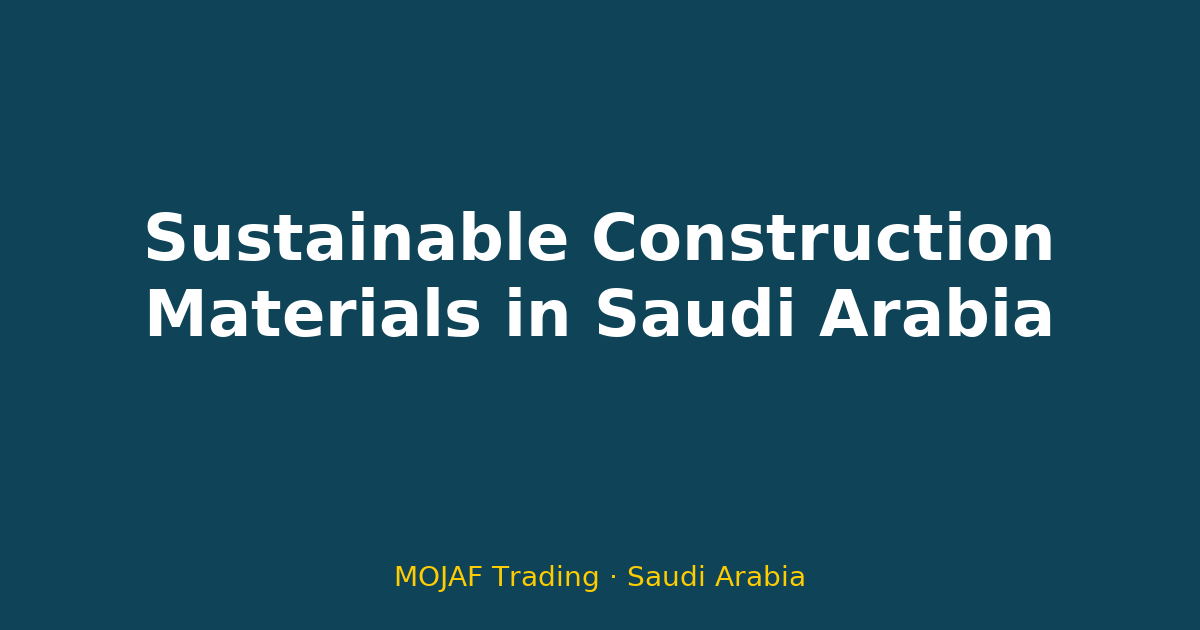 Sustainable Construction
Materials in Saudi Arabia
MOJAF Trading · Saudi Arabia